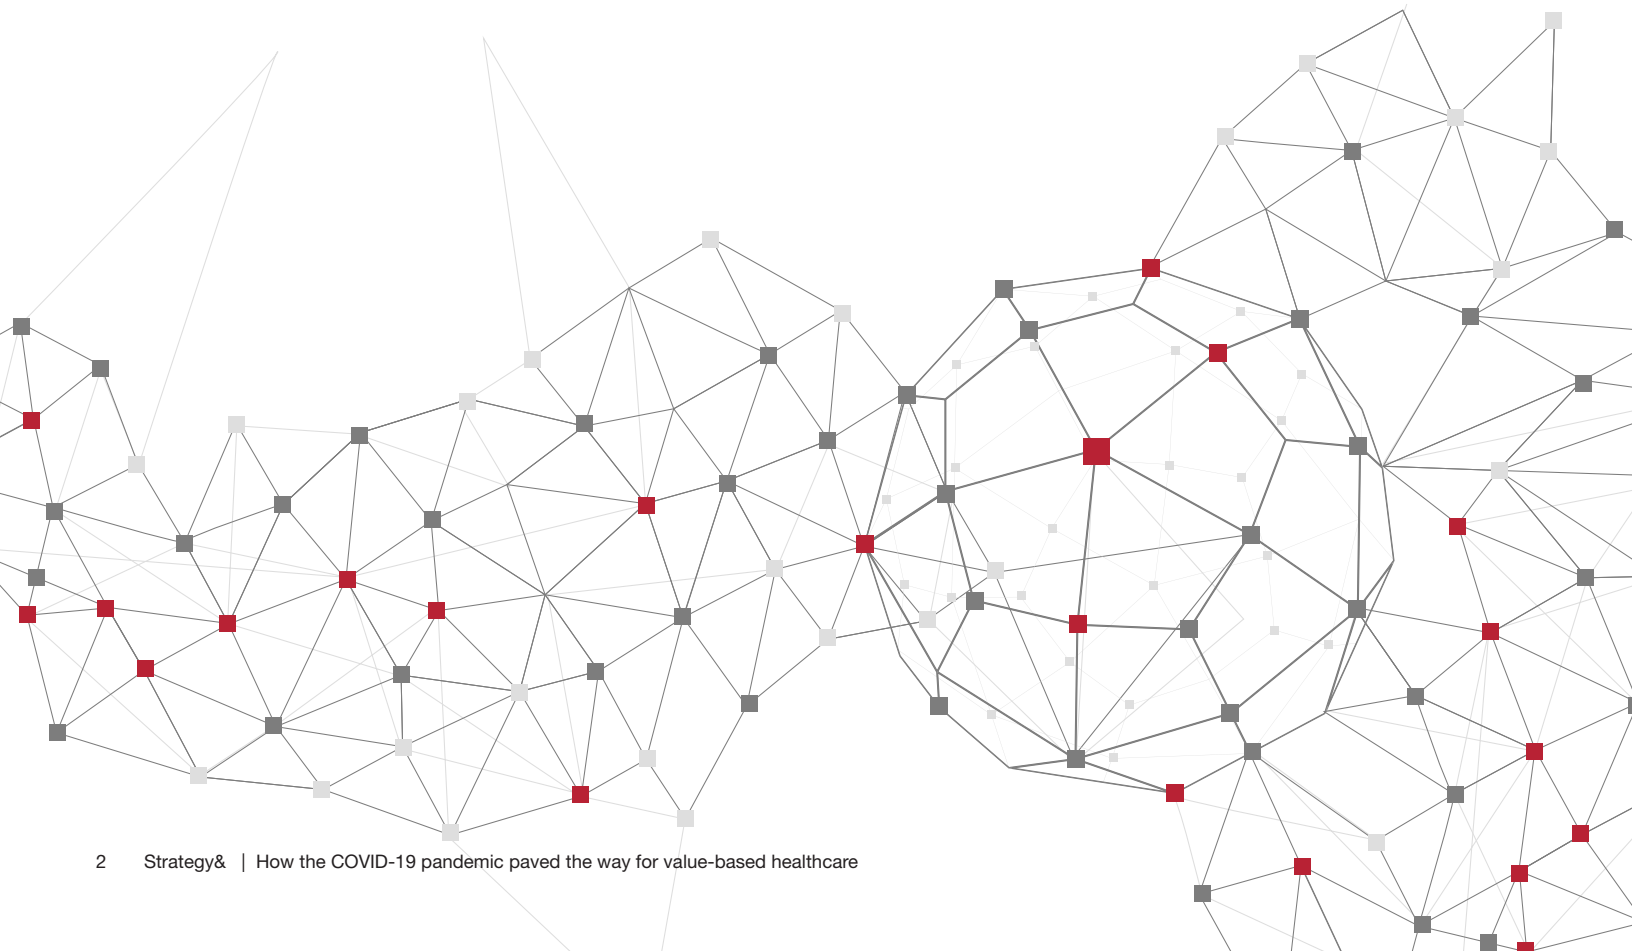 2 Strategy& | How the COVID-19 pandemic paved the way for value-based healthcare